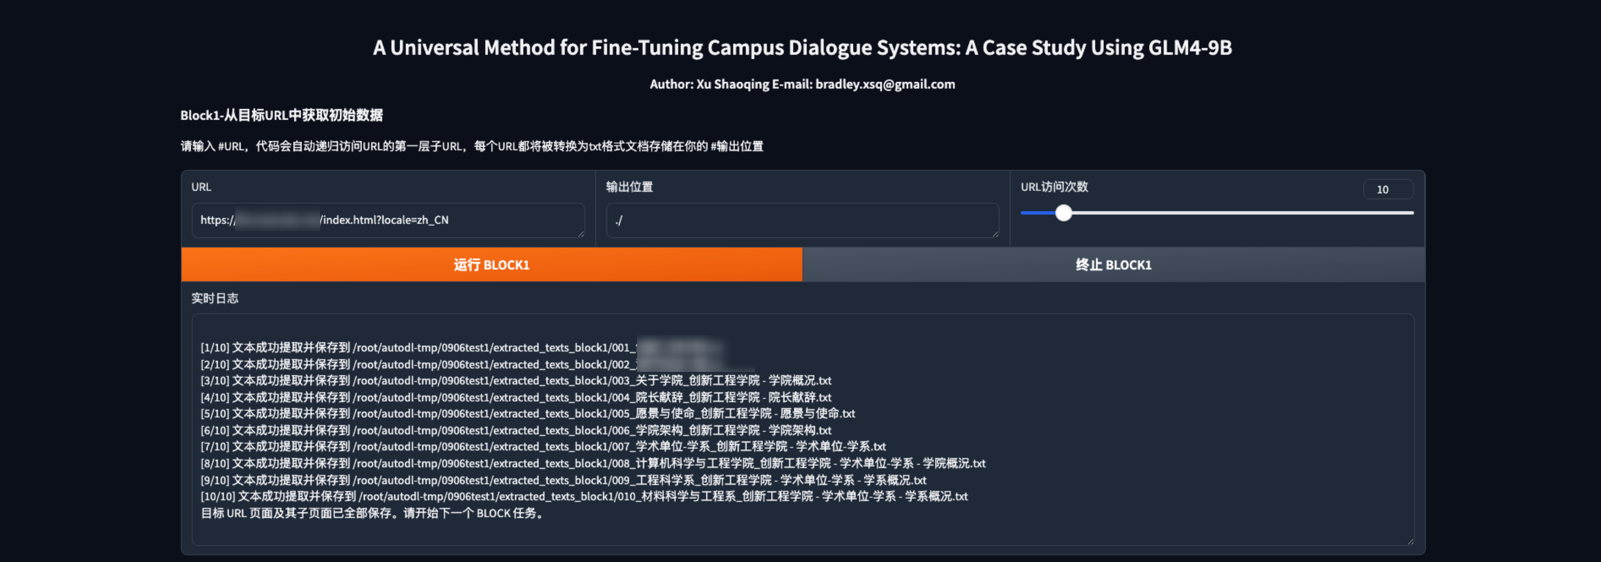 A Universal Method for Fine-Tuning Campus Dialogue Systems: A Case Study Using GLM4-9B
Author: Xu Shaoqing E-mail: bradley.xsq@gmail.com
Block1-从目标URL中获取初始数据
请输入 #URL，代码会自动递归访问URL的第一层子URL，每个URL都将被转换为txt格式文档存储在你的 #输出位置
URL
https:// /index.html?locale=zh_CN
输出位置
./
URL访问次数
10
运行 BLOCK1
终止 BLOCK1
实时日志
[1/10] 文本成功提取并保存到 /root/autodl-tmp/0906test1/extracted_texts_block1/001_
[2/10] 文本成功提取并保存到 /root/autodl-tmp/0906test1/extracted_texts_block1/002_
[3/10] 文本成功提取并保存到 /root/autodl-tmp/0906test1/extracted_texts_block1/003_关于学院_创新工程学院 - 学院概况.txt
[4/10] 文本成功提取并保存到 /root/autodl-tmp/0906test1/extracted_texts_block1/004_院长献辞_创新工程学院 - 院长献辞.txt
[5/10] 文本成功提取并保存到 /root/autodl-tmp/0906test1/extracted_texts_block1/005_愿景与使命_创新工程学院 - 愿景与使命.txt
[6/10] 文本成功提取并保存到 /root/autodl-tmp/0906test1/extracted_texts_block1/006_学院架构_创新工程学院 - 学院架构.txt
[7/10] 文本成功提取并保存到 /root/autodl-tmp/0906test1/extracted_texts_block1/007_学术单位-学系_创新工程学院 - 学术单位-学系.txt
[8/10] 文本成功提取并保存到 /root/autodl-tmp/0906test1/extracted_texts_block1/008_计算机科学与工程学院_创新工程学院 - 学术单位-学系 - 学院概况.txt
[9/10] 文本成功提取并保存到 /root/autodl-tmp/0906test1/extracted_texts_block1/009_工程科学系_创新工程学院 - 学术单位-学系 - 学系概况.txt
[10/10] 文本成功提取并保存到 /root/autodl-tmp/0906test1/extracted_texts_block1/010_材料科学与工程系_创新工程学院 - 学术单位-学系 - 学系概况.txt
目标 URL 页面及其子页面已全部保存。请开始下一个 BLOCK 任务。